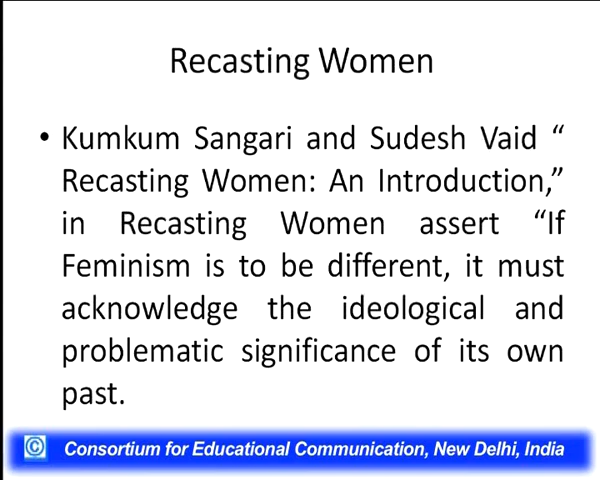 Recasting Women
• Kumkum Sangari and Sudesh Vaid “
Recasting Women: An Introduction,”
in Recasting Women assert “If
Feminism is to be different, it must
acknowledge the ideological and
problematic significance of its own
past.
© Consortium for Educational Communication, New Delhi, India